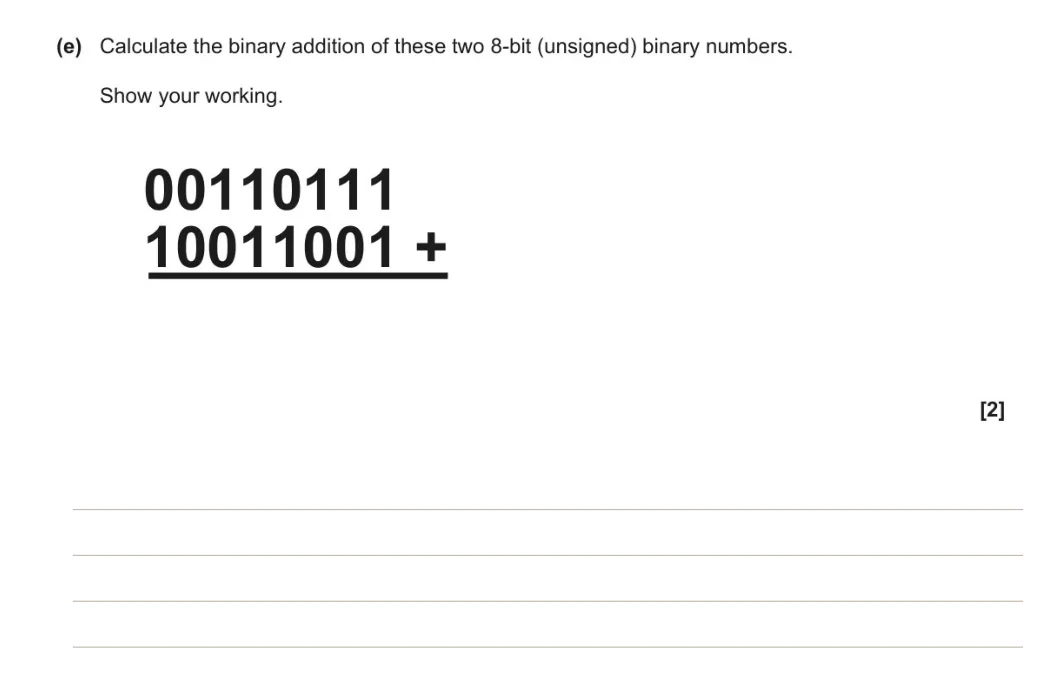 (e) Calculate the binary addition of these two 8-bit (unsigned) binary numbers.
Show your working.
00110111
10011001 +
[2]